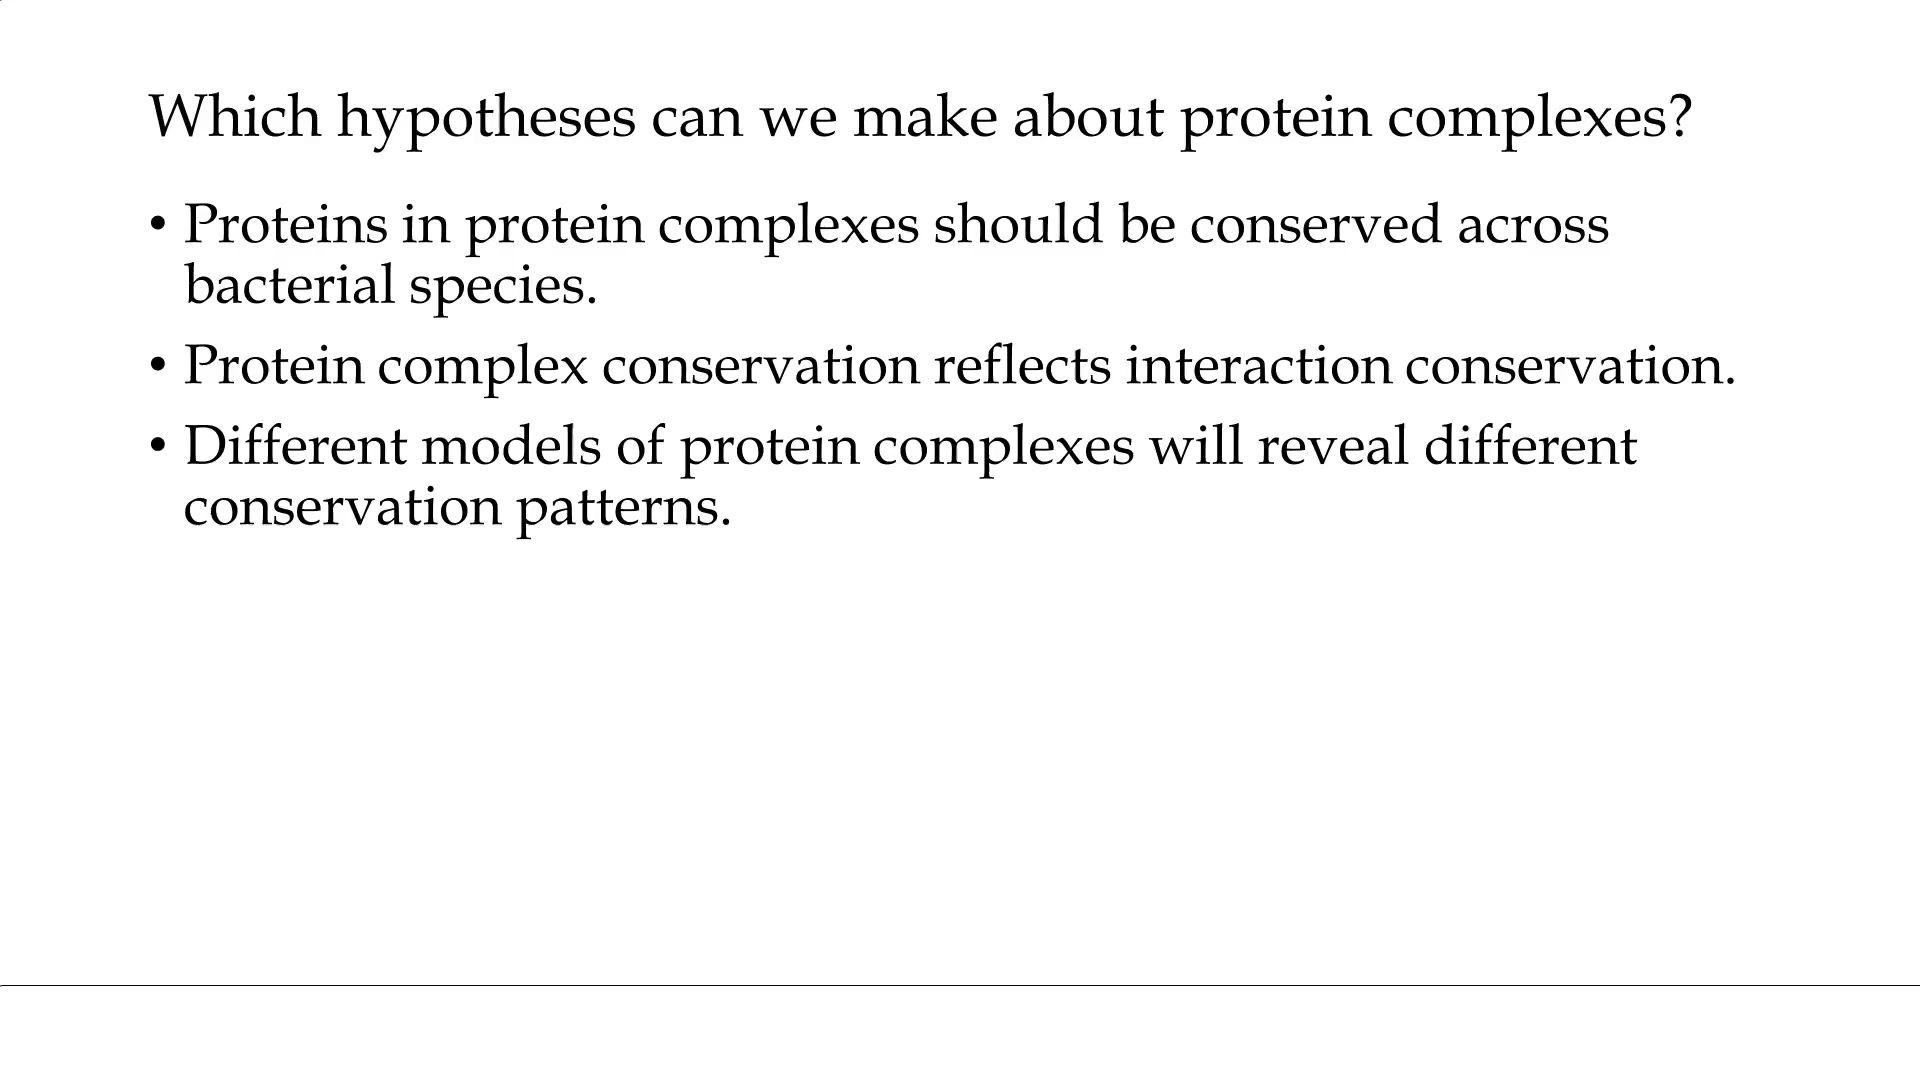 Which hypotheses can we make about protein complexes?
• Proteins in protein complexes should be conserved across
bacterial species.
• Protein complex conservation reflects interaction conservation.
• Different models of protein complexes will reveal different
conservation patterns.